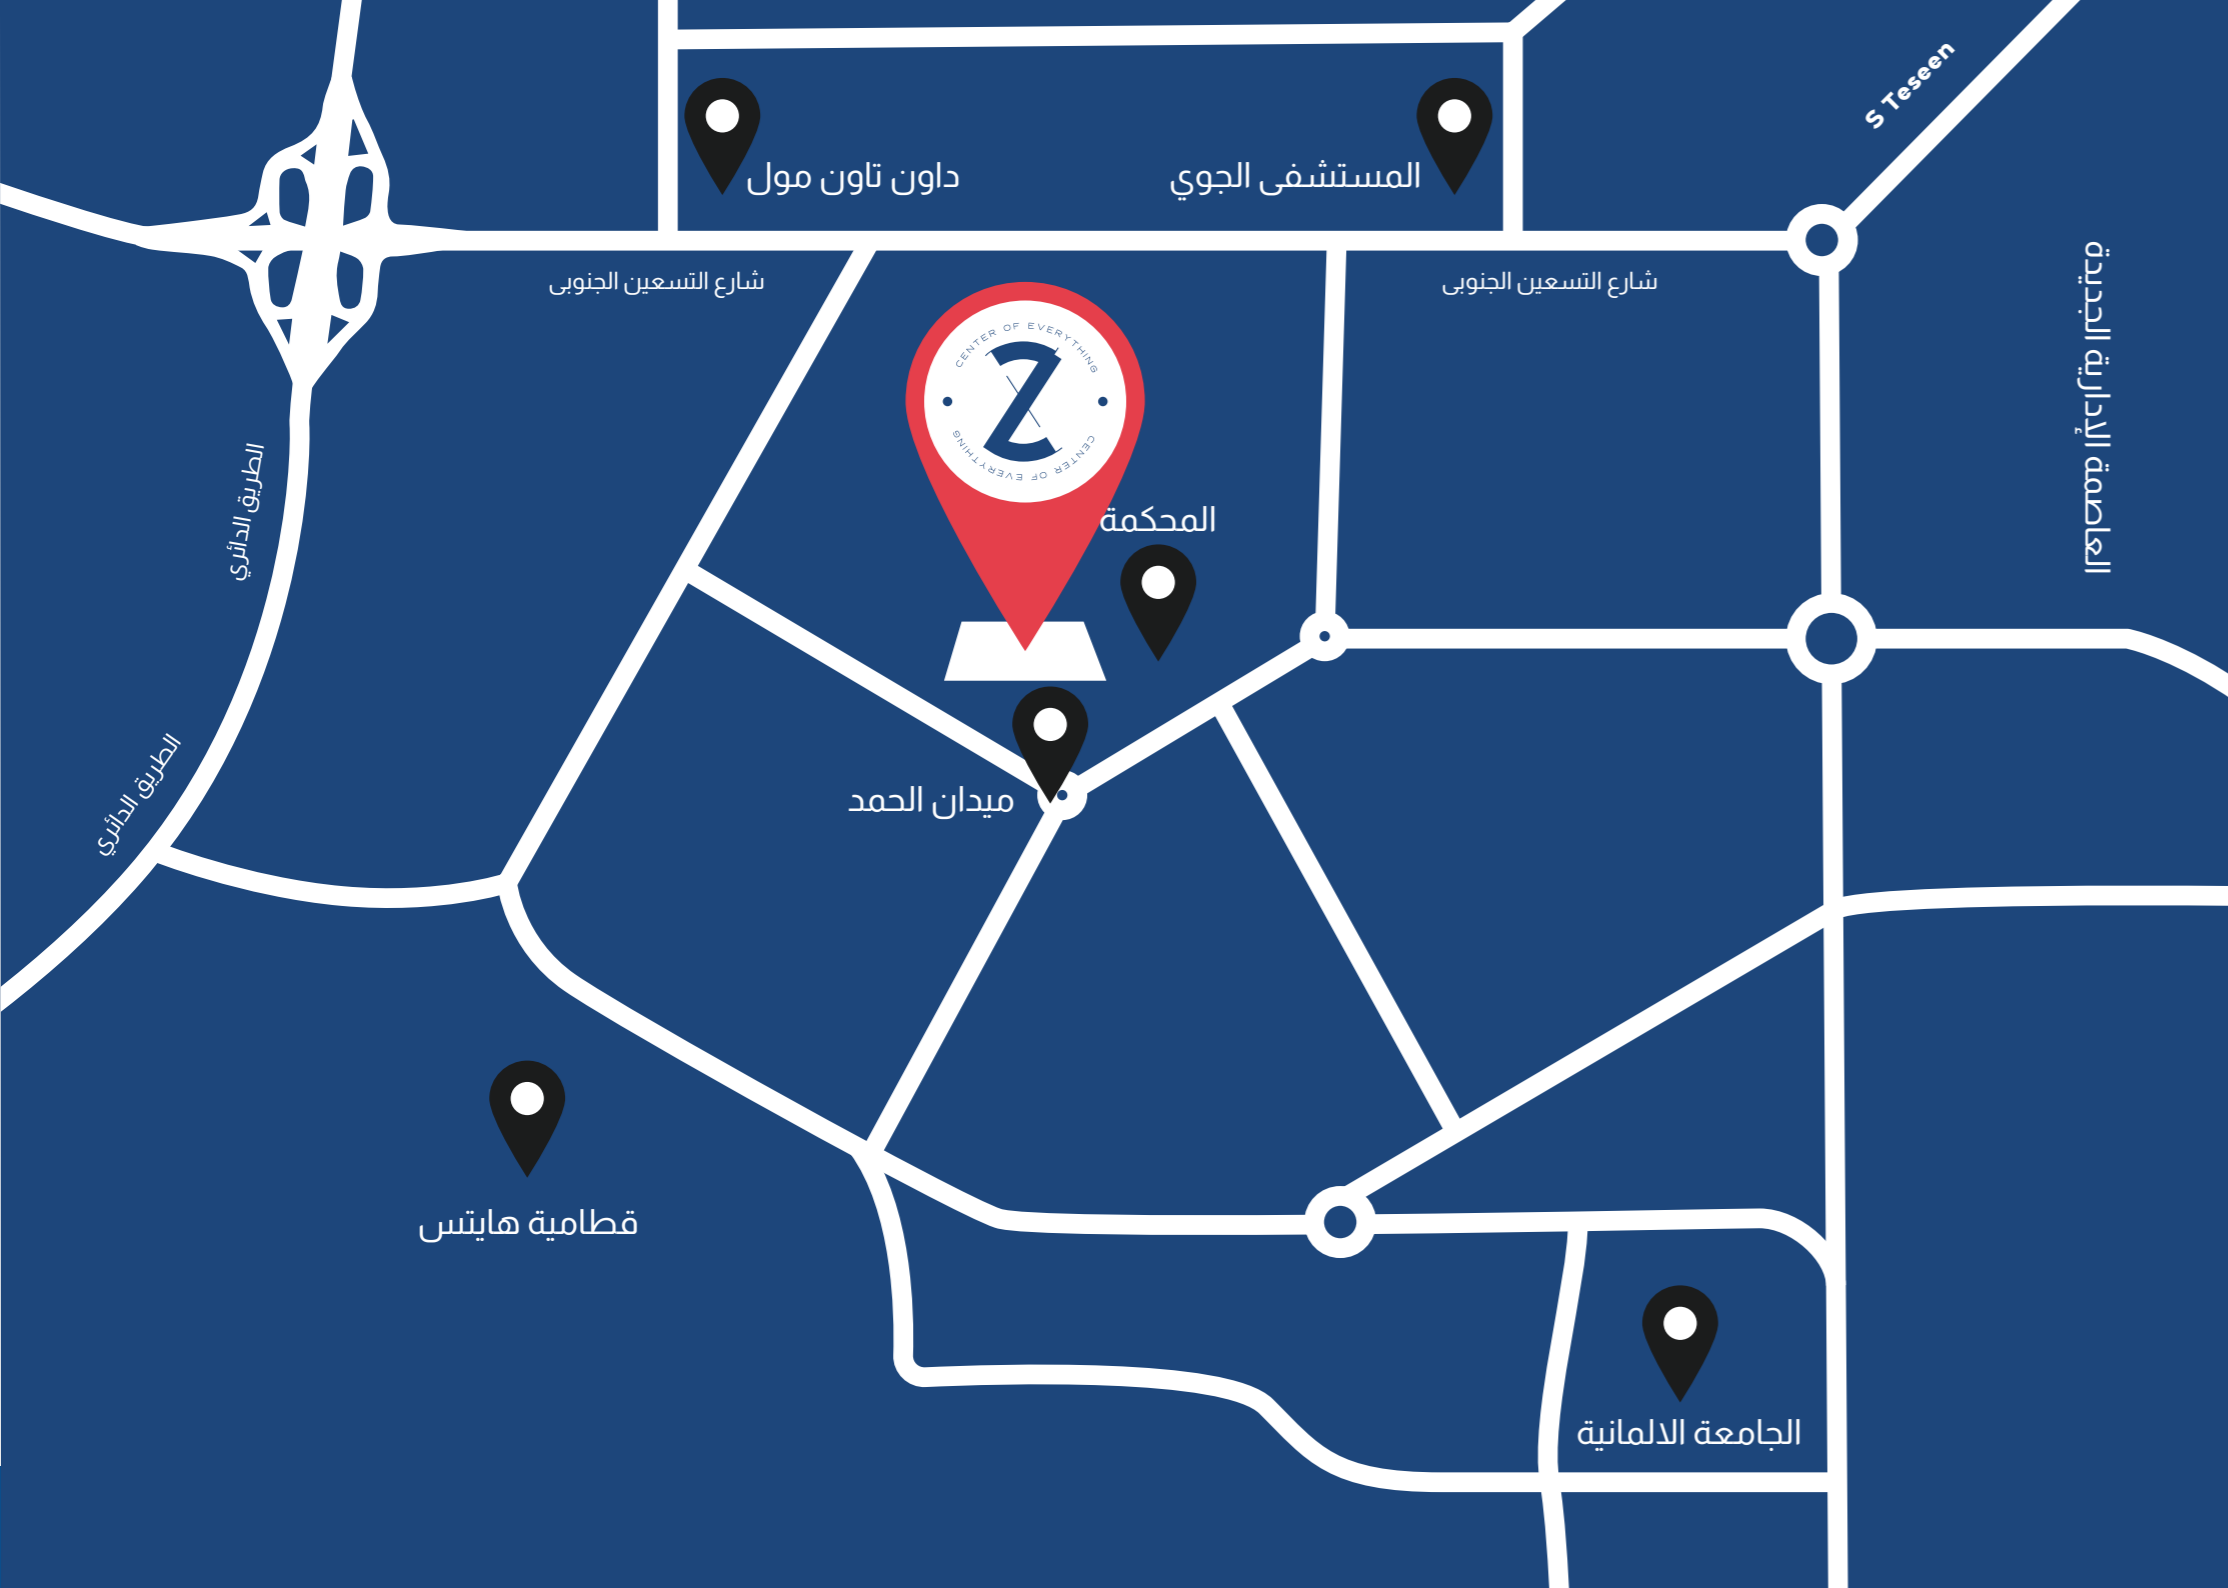 S Teseen
داون تاون مول
المستشفى الجوي
شارع التسعين الجنوبى
شارع التسعين الجنوبى
العاصمة الإدارية الجديدة
CENTER OF EVERYTHING
CENTER OF EVERYTHING
الطريق الدائري
المحكمة
الطريق الدائري
ميدان الحمد
قطامية هايتس
الجامعة الالمانية